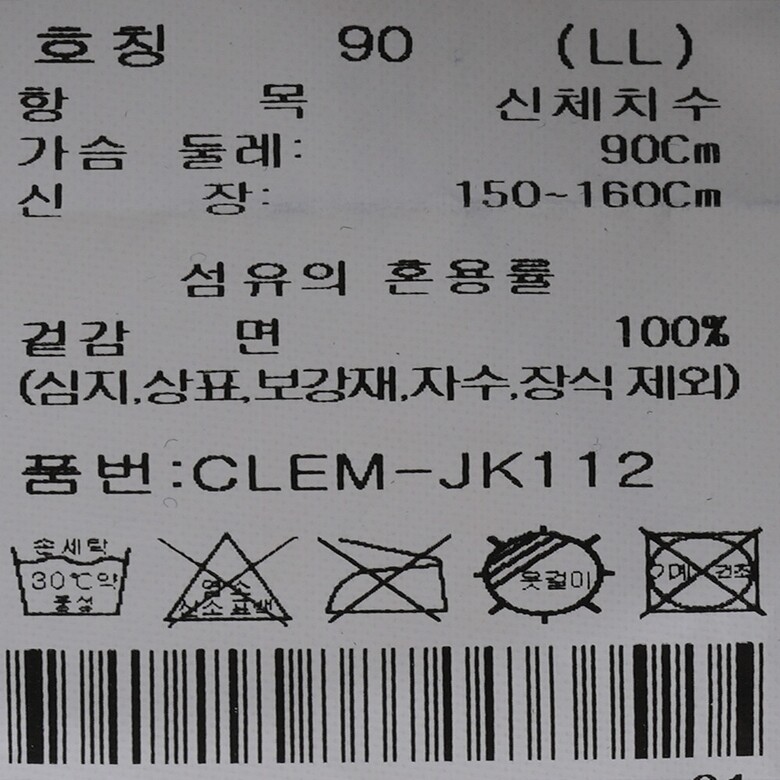 호칭 90 (LL)
항 목 신체치수
가슴 둘레: 90Cm
신 장: 150~160Cm
섬유의 혼용률
겉감 면 100%
(심지,상표,보강재,자수,장식 제외)
품번:CLEM-JK112
손세탁
30℃약
중성
염소
산소표백
옷걸이
기계 건조